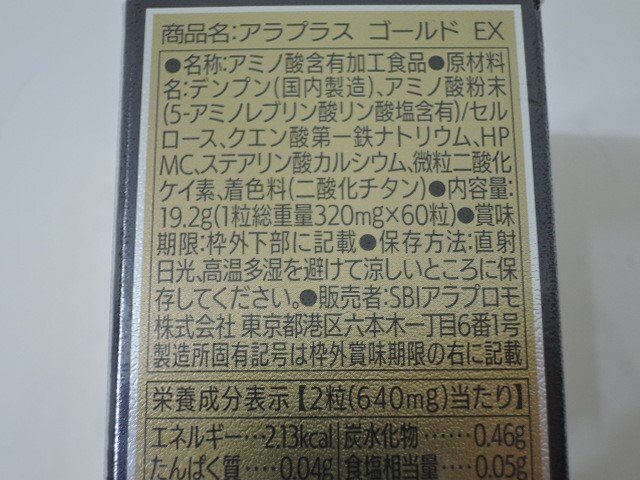 商品名:アラプラス ゴールド EX
●名称:アミノ酸含有加工食品●原材料
名:デンプン(国内製造)、アミノ酸粉末
(5-アミノレブリン酸リン酸塩含有)/セル
ロース、クエン酸第一鉄ナトリウム、HP
MC、ステアリン酸カルシウム、微粒二酸化
ケイ素、着色料(二酸化チタン)●内容量:
19.2g(1粒総重量320mg×60粒)●賞味
期限:枠外下部に記載●保存方法:直射
日光、高温多湿を避けて涼しいところに保
存してください。●販売者:SBIアラプロモ
株式会社 東京都港区六本木一丁目6番1号
製造所固有記号は枠外賞味期限の右に記載
栄養成分表示【2粒(640mg)当たり】
エネルギー…2.13kcal 炭水化物……0.46g
たんぱく質……0.04g 食塩相当量……0.05g